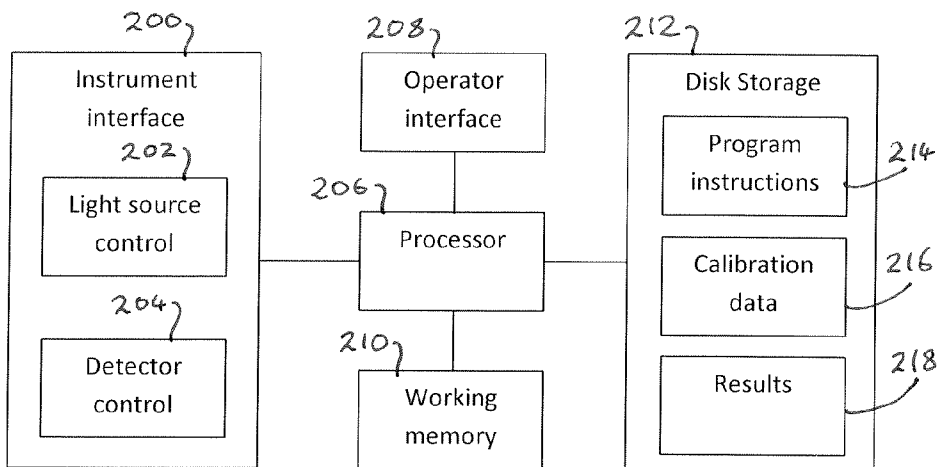 200
Instrument
interface
202
Light source
control
204
Detector
control
208
Operator
interface
206
Processor
210
Working
memory
212
Disk Storage
Program
instructions
214
Calibration
data
216
Results
218